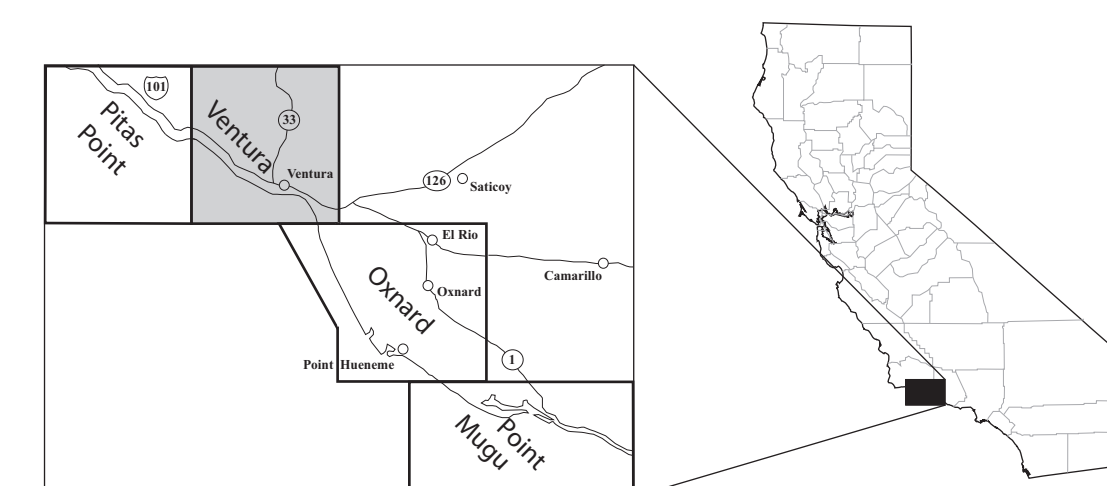 101
Pitas
Point
Ventura
33
Ventura
126
Saticoy
El Rio
Camarillo
Oxnard
Oxnard
Point Hueneme
1
Point
Mugu